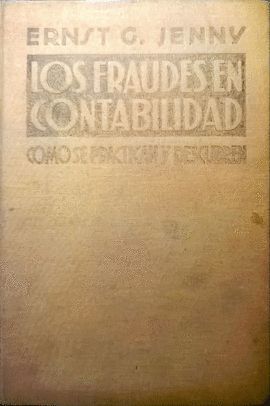 ERNST G. JENNY
LOS FRAUDES EN
CONTABILIDAD
COMO SE PRACTICAN Y DESCUBREN